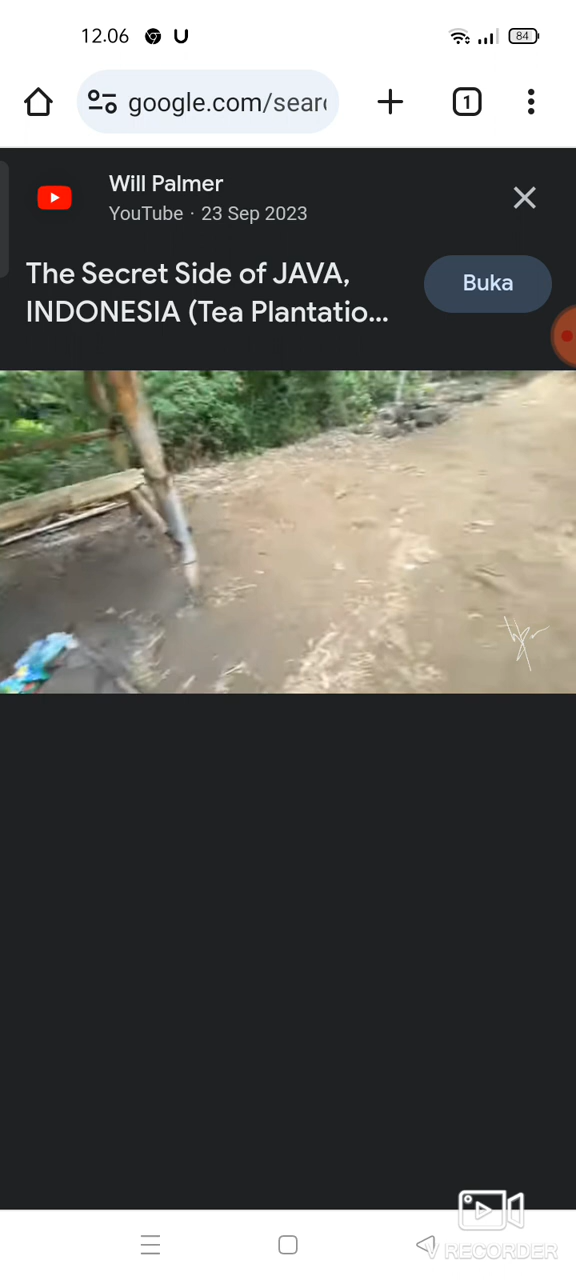 12.06
84
google.com/sear
1
Will Palmer
YouTube · 23 Sep 2023
The Secret Side of JAVA,
INDONESIA (Tea Plantatio...
Buka
V RECORDER